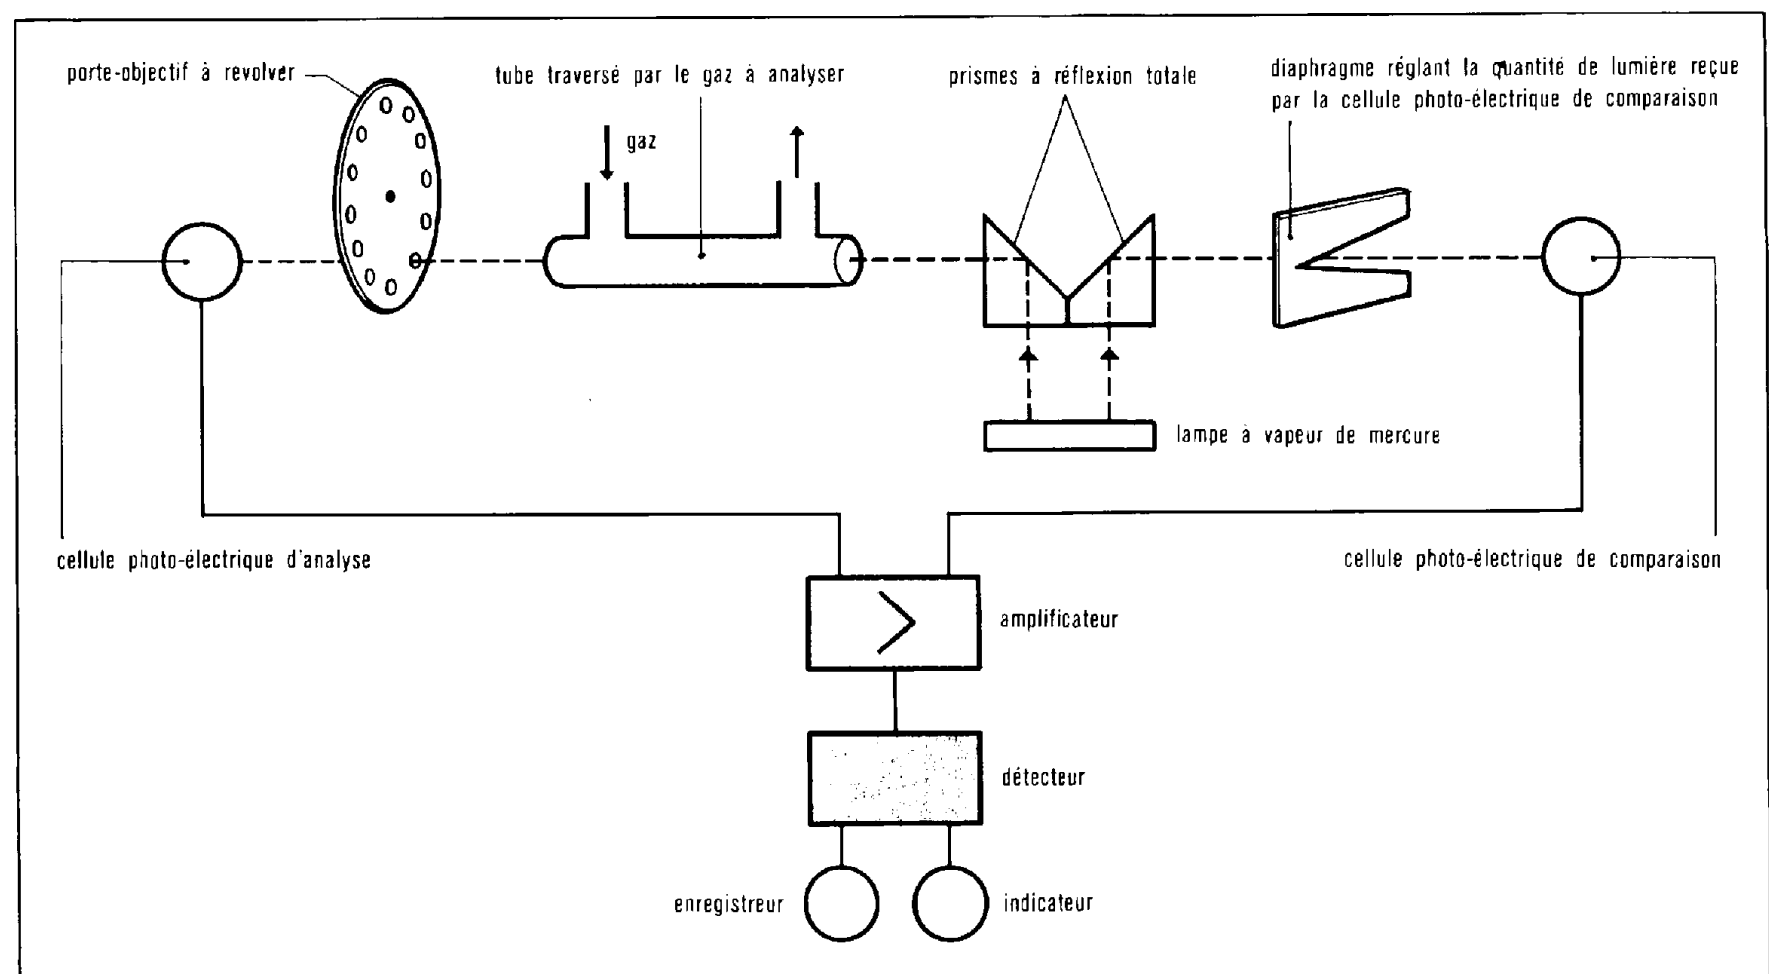 porte-objectif à revolver
tube traversé par le gaz à analyser
prismes à réflexion totale
diaphragme réglant la quantité de lumière reçue
par la cellule photo-électrique de comparaison
gaz
lampe à vapeur de mercure
cellule photo-électrique d'analyse
cellule photo-électrique de comparaison
amplificateur
détecteur
enregistreur
indicateur